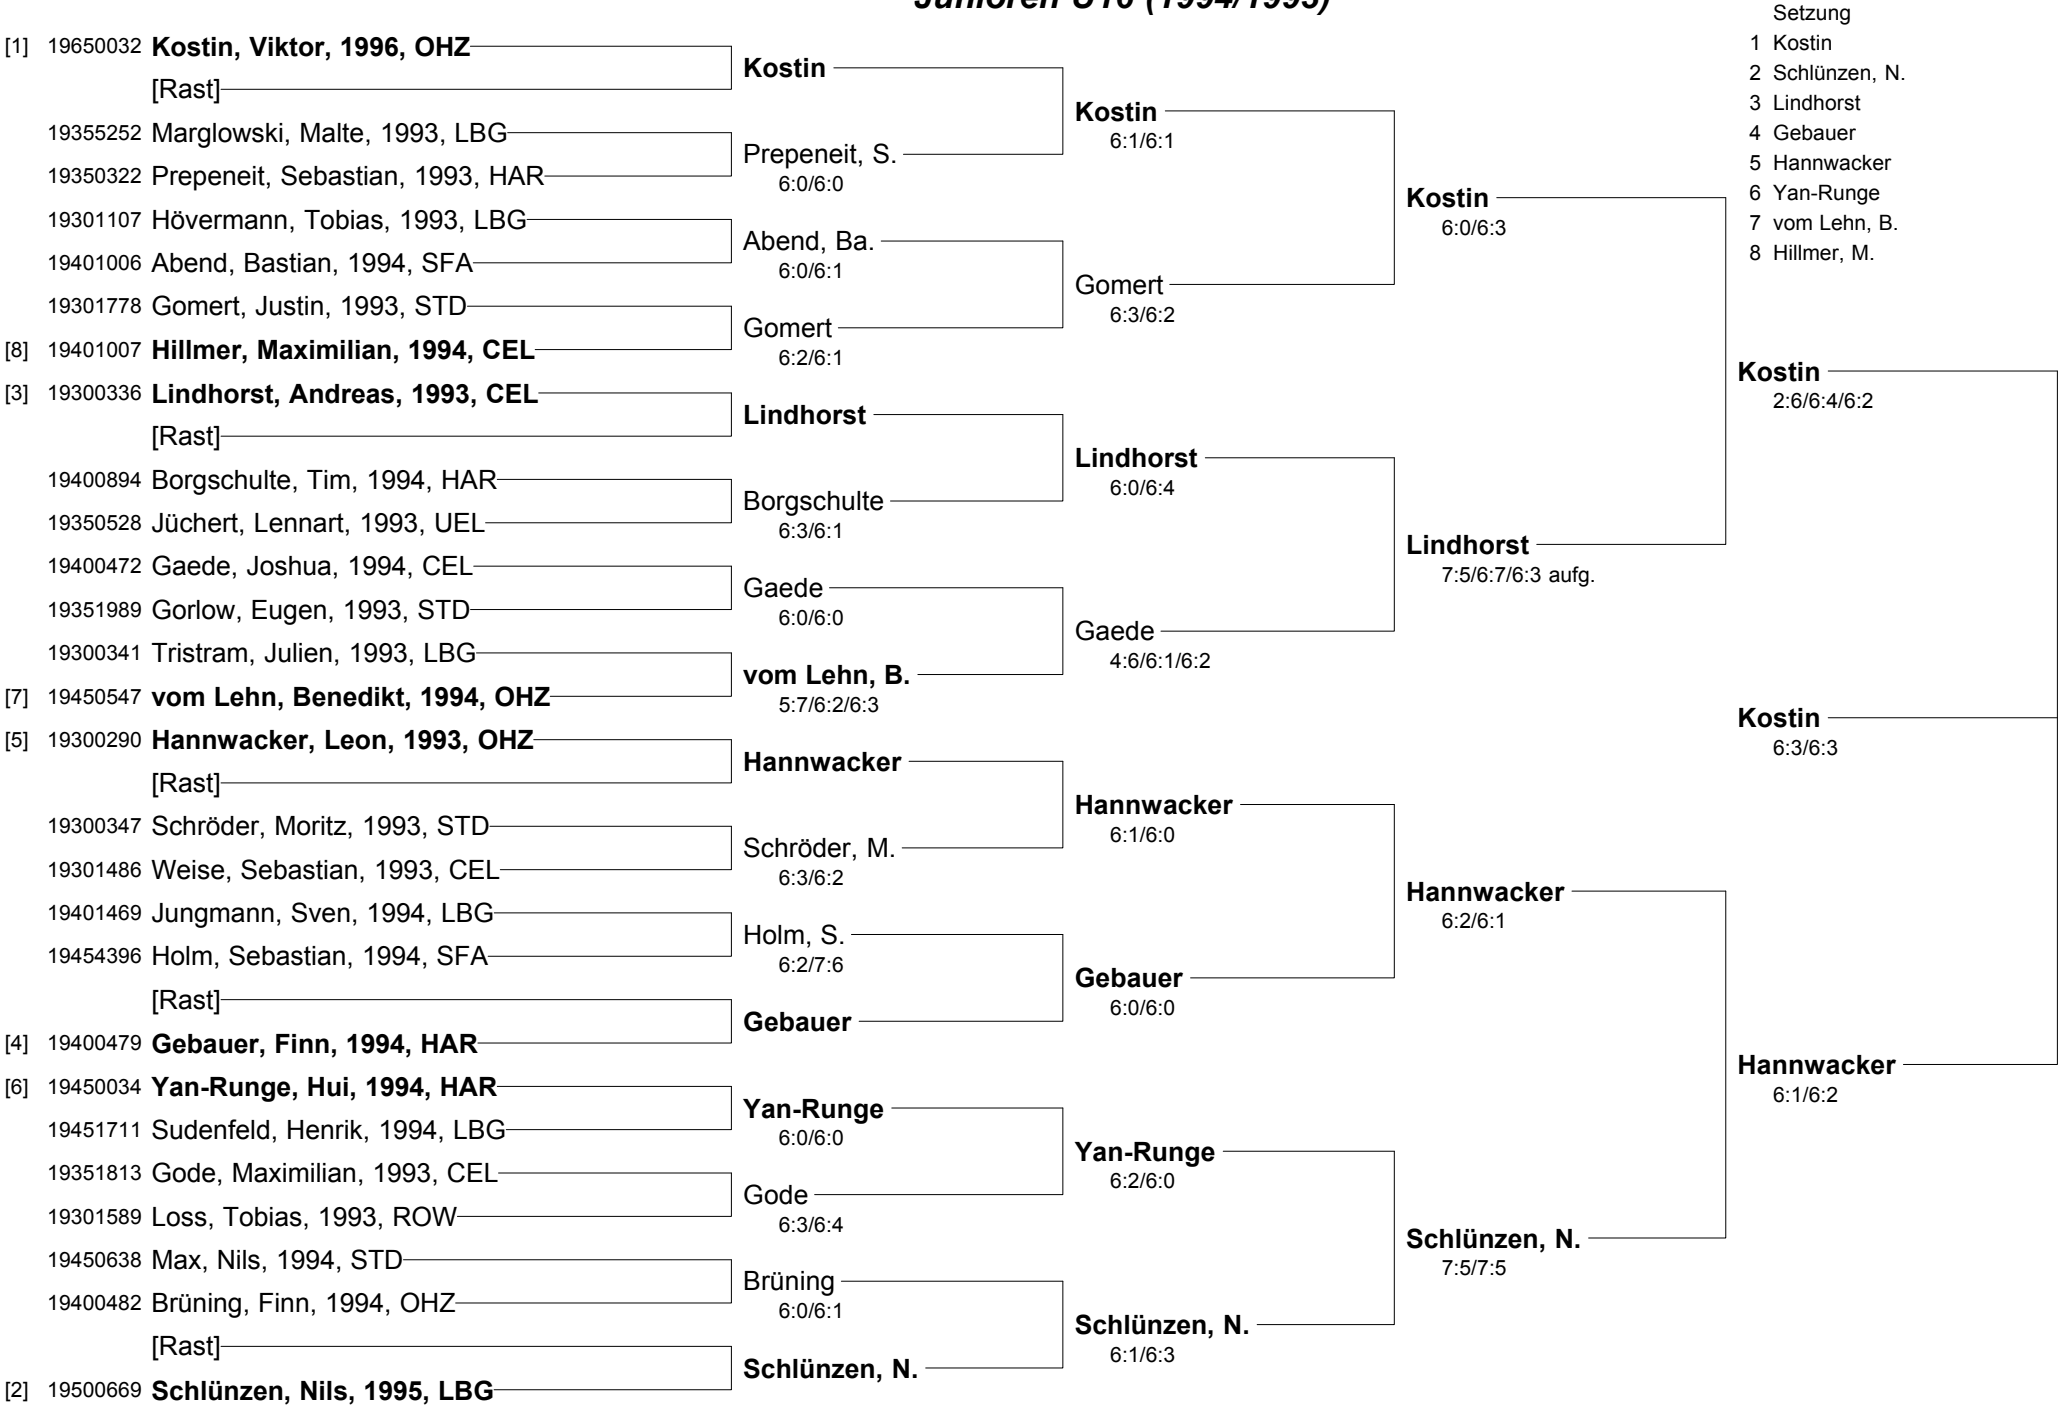 Junioren U16 (1994/1993)
Setzung
1 Kostin
2 Schlünzen, N.
3 Lindhorst
4 Gebauer
5 Hannwacker
6 Yan-Runge
7 vom Lehn, B.
8 Hillmer, M.
[1] 19650032 Kostin, Viktor, 1996, OHZ
[Rast]
19355252 Marglowski, Malte, 1993, LBG
19350322 Prepeneit, Sebastian, 1993, HAR
19301107 Hövermann, Tobias, 1993, LBG
19401006 Abend, Bastian, 1994, SFA
19301778 Gomert, Justin, 1993, STD
[8] 19401007 Hillmer, Maximilian, 1994, CEL
[3] 19300336 Lindhorst, Andreas, 1993, CEL
[Rast]
19400894 Borgschulte, Tim, 1994, HAR
19350528 Jüchert, Lennart, 1993, UEL
19400472 Gaede, Joshua, 1994, CEL
19351989 Gorlow, Eugen, 1993, STD
19300341 Tristram, Julien, 1993, LBG
[7] 19450547 vom Lehn, Benedikt, 1994, OHZ
[5] 19300290 Hannwacker, Leon, 1993, OHZ
[Rast]
19300347 Schröder, Moritz, 1993, STD
19301486 Weise, Sebastian, 1993, CEL
19401469 Jungmann, Sven, 1994, LBG
19454396 Holm, Sebastian, 1994, SFA
[Rast]
[4] 19400479 Gebauer, Finn, 1994, HAR
[6] 19450034 Yan-Runge, Hui, 1994, HAR
19451711 Sudenfeld, Henrik, 1994, LBG
19351813 Gode, Maximilian, 1993, CEL
19301589 Loss, Tobias, 1993, ROW
19450638 Max, Nils, 1994, STD
19400482 Brüning, Finn, 1994, OHZ
[Rast]
[2] 19500669 Schlünzen, Nils, 1995, LBG
Kostin
Prepeneit, S.
6:0/6:0
Abend, Ba.
6:0/6:1
Gomert
6:2/6:1
Lindhorst
Borgschulte
6:3/6:1
Gaede
6:0/6:0
vom Lehn, B.
5:7/6:2/6:3
Hannwacker
Schröder, M.
6:3/6:2
Holm, S.
6:2/7:6
Gebauer
Yan-Runge
6:0/6:0
Gode
6:3/6:4
Brüning
6:0/6:1
Schlünzen, N.
Kostin
6:1/6:1
Gomert
6:3/6:2
Lindhorst
6:0/6:4
Gaede
4:6/6:1/6:2
Hannwacker
6:1/6:0
Gebauer
6:0/6:0
Yan-Runge
6:2/6:0
Schlünzen, N.
6:1/6:3
Kostin
6:0/6:3
Lindhorst
7:5/6:7/6:3 aufg.
Hannwacker
6:2/6:1
Schlünzen, N.
7:5/7:5
Kostin
2:6/6:4/6:2
Kostin
6:3/6:3
Hannwacker
6:1/6:2